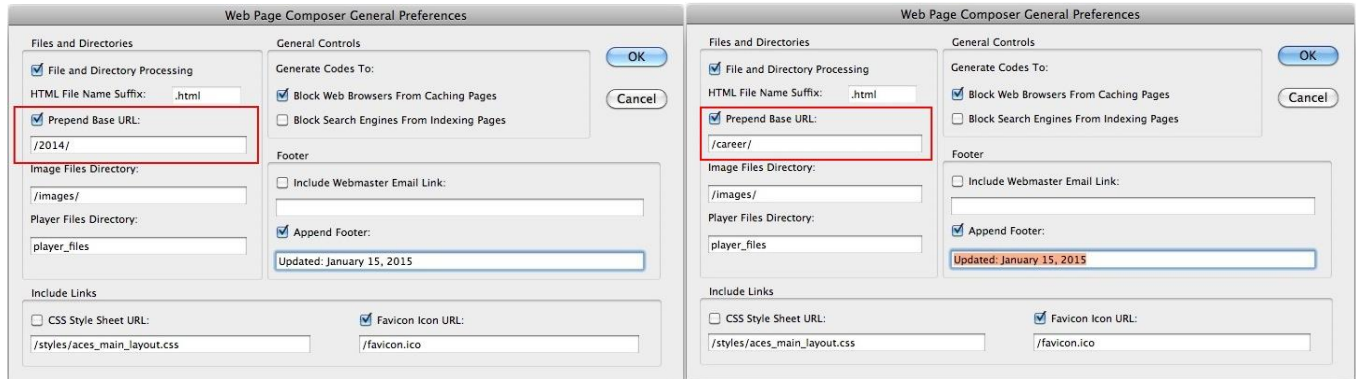 Web Page Composer General Preferences
Files and Directories
File and Directory Processing
HTML File Name Suffix: .html
Prepend Base URL:
/2014/
Image Files Directory:
/images/
Player Files Directory:
player_files
General Controls
Generate Codes To:
Block Web Browsers From Caching Pages
Block Search Engines From Indexing Pages
Footer
Include Webmaster Email Link:
Append Footer:
Updated: January 15, 2015
OK
Cancel
Include Links
CSS Style Sheet URL:
/styles/aces_main_layout.css
Favicon Icon URL:
/favicon.ico
Web Page Composer General Preferences
Files and Directories
File and Directory Processing
HTML File Name Suffix: .html
Prepend Base URL:
/career/
Image Files Directory:
/images/
Player Files Directory:
player_files
General Controls
Generate Codes To:
Block Web Browsers From Caching Pages
Block Search Engines From Indexing Pages
Footer
Include Webmaster Email Link:
Append Footer:
Updated: January 15, 2015
OK
Cancel
Include Links
CSS Style Sheet URL:
/styles/aces_main_layout.css
Favicon Icon URL:
/favicon.ico